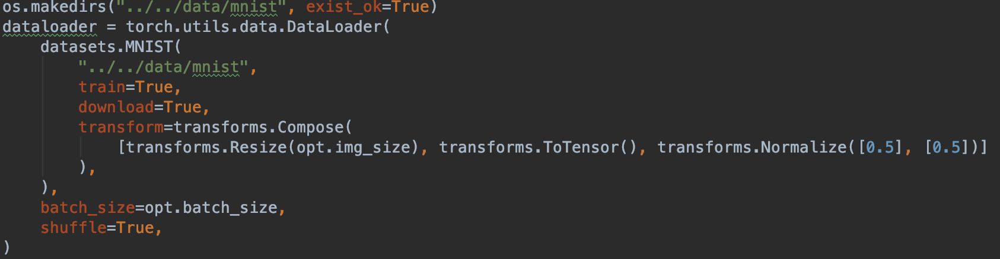 os.makedirs("../../data/mnist", exist_ok=True)
dataloader = torch.utils.data.DataLoader(
    datasets.MNIST(
        "../../data/mnist",
        train=True,
        download=True,
        transform=transforms.Compose(
            [transforms.Resize(opt.img_size), transforms.ToTensor(), transforms.Normalize([0.5], [0.5])]
        ),
    ),
    batch_size=opt.batch_size,
    shuffle=True,
)